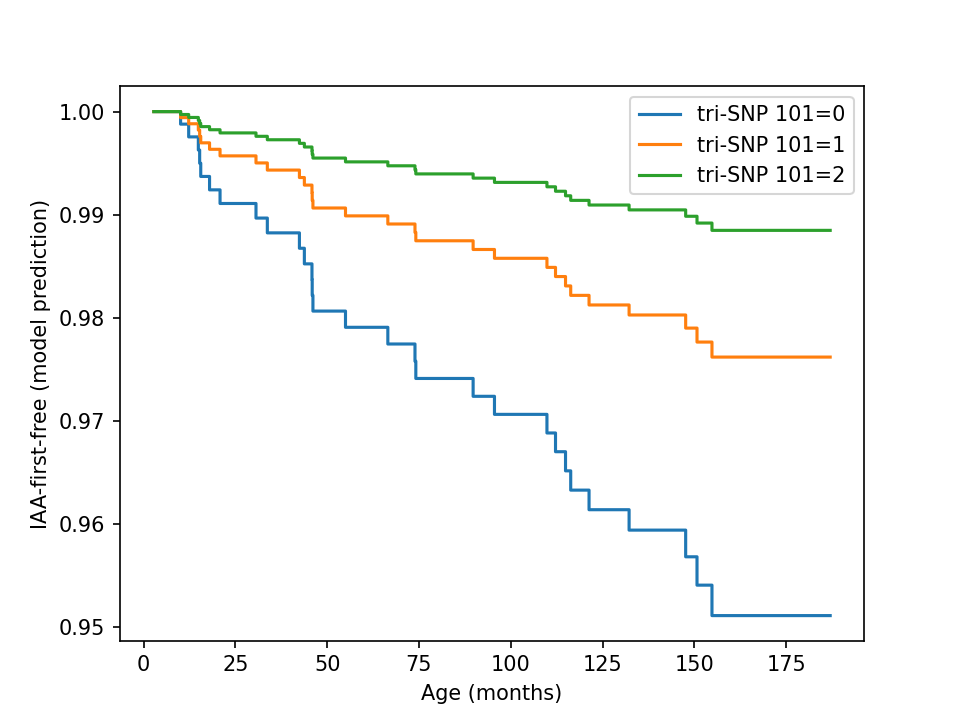 tri-SNP 101=0
tri-SNP 101=1
tri-SNP 101=2
1.00
0.99
0.98
0.97
0.96
0.95
IAA-first-free (model prediction)
0 25 50 75 100 125 150 175
Age (months)